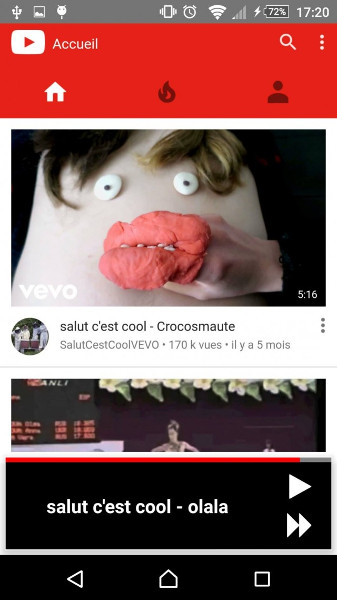 72% 17:20
Accueil
vevo
5:16
salut c'est cool - Crocosmaute
SalutCestCoolVEVO • 170 k vues • il y a 5 mois
ESP
salut c'est cool - olala